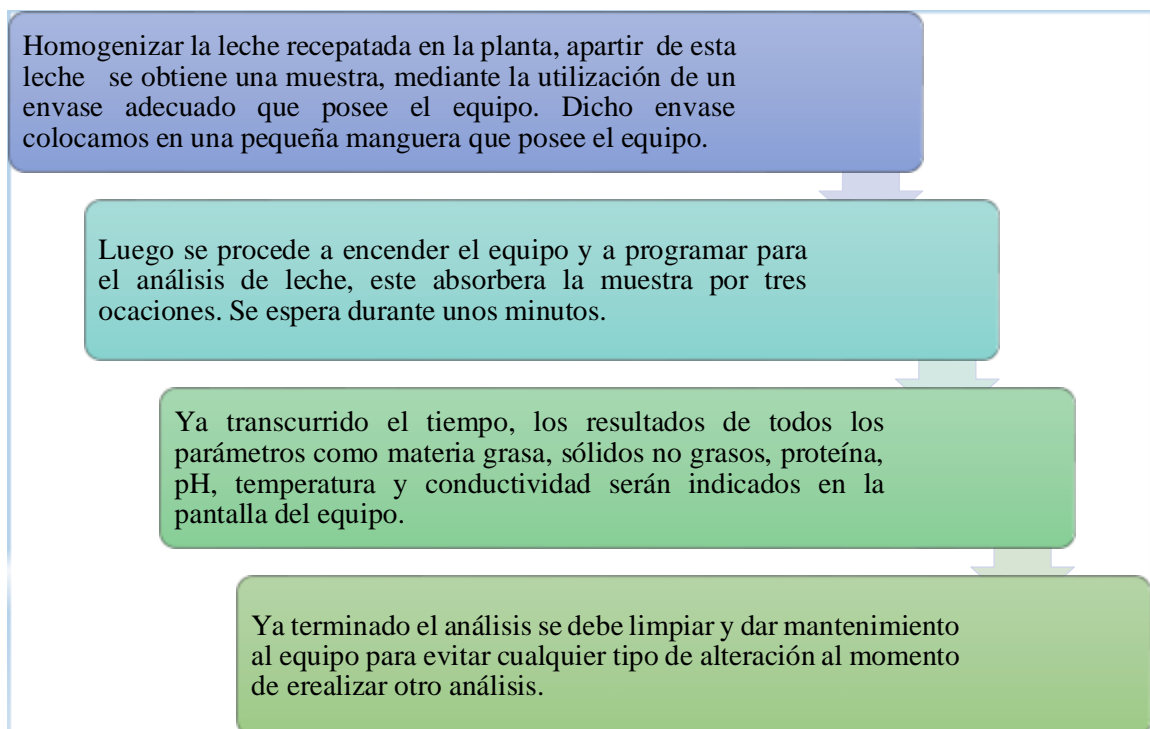 Homogenizar la leche recepatada en la planta, apartir de esta
leche se obtiene una muestra, mediante la utilización de un
envase adecuado que posee el equipo. Dicho envase
colocamos en una pequeña manguera que posee el equipo.
Luego se procede a encender el equipo y a programar para
el análisis de leche, este absorbera la muestra por tres
ocaciones. Se espera durante unos minutos.
Ya transcurrido el tiempo, los resultados de todos los
parámetros como materia grasa, sólidos no grasos, proteína,
pH, temperatura y conductividad serán indicados en la
pantalla del equipo.
Ya terminado el análisis se debe limpiar y dar mantenimiento
al equipo para evitar cualquier tipo de alteración al momento
de erealizar otro análisis.